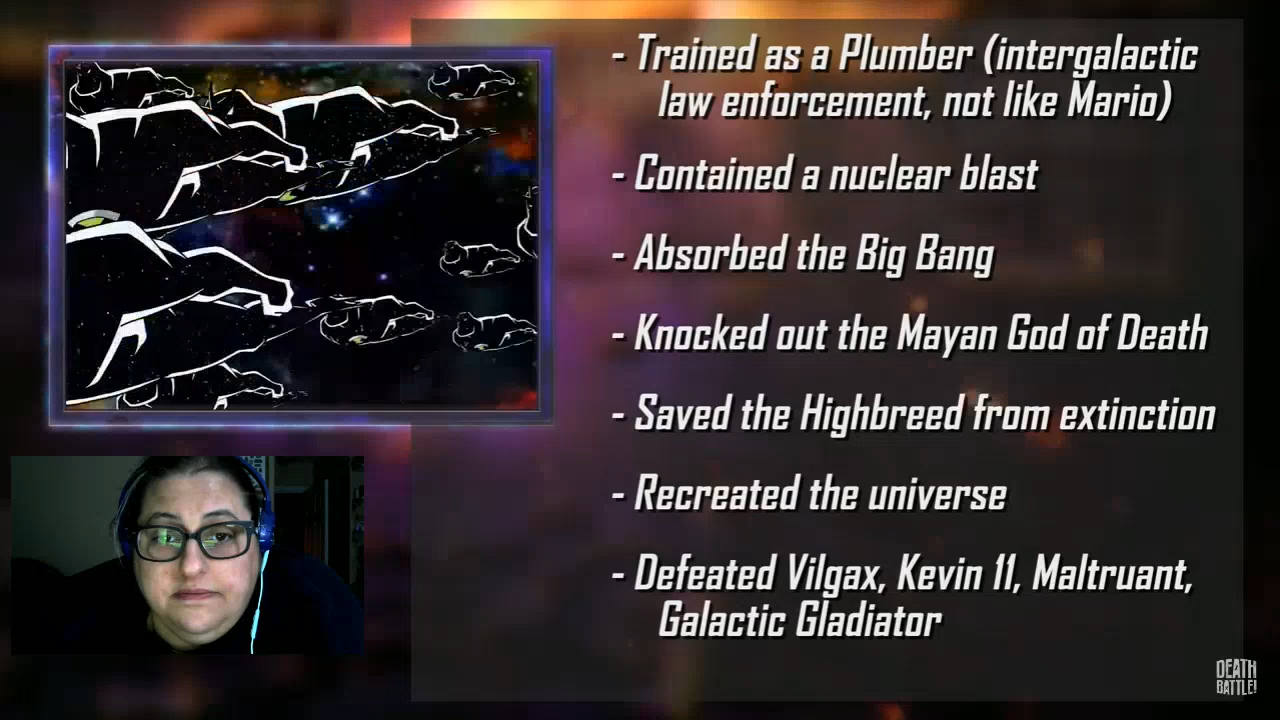 - Trained as a Plumber (intergalactic
law enforcement, not like Mario)
- Contained a nuclear blast
- Absorbed the Big Bang
- Knocked out the Mayan God of Death
- Saved the Highbreed from extinction
- Recreated the universe
- Defeated Vilgax, Kevin 11, Maltruant,
Galactic Gladiator
DEATH
BATTLE!